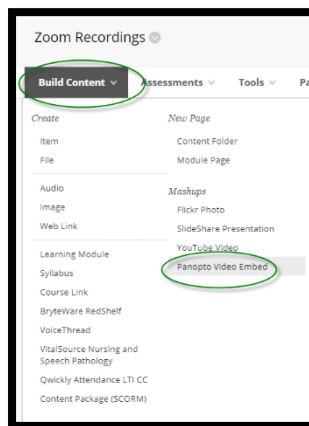 Zoom Recordings
Build Content
Assessments
Tools
Pa
Create
Item
File
Audio
Image
Web Link
Learning Module
Syllabus
Course Link
BryteWare RedShelf
VoiceThread
VitalSource Nursing and
Speech Pathology
Qwickly Attendance LTI CC
Content Package (SCORM)
New Page
Content Folder
Module Page
Mashups
Flickr Photo
SlideShare Presentation
YouTube Video
Panopto Video Embed